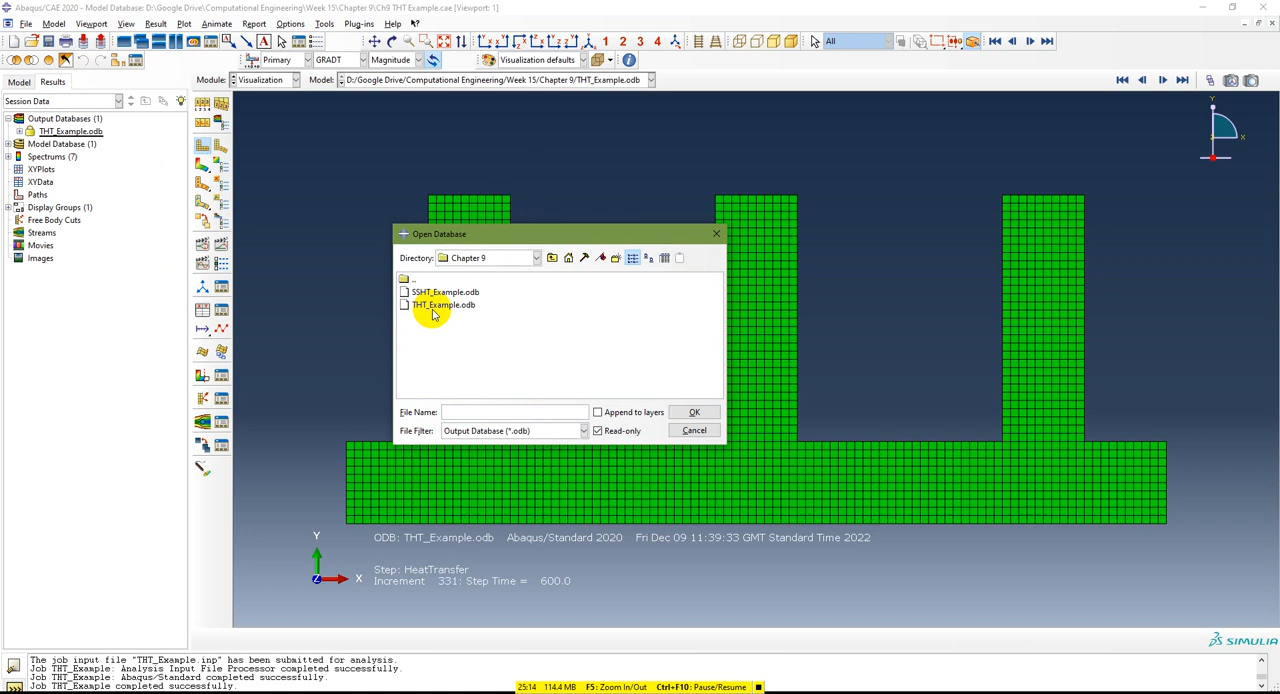 Abaqus/CAE 2020 - Model Database: D:\Google Drive\Computational Engineering\Week 15\Chapter 9\Ch9 THT Example.cae [Viewport: 1]
File Model Viewport View Result Plot Animate Report Options Tools Plug-ins Help
A 1 2 3 4 All
Primary GRADT Magnitude Visualization defaults
Model Results Module: Visualization Model: D:/Google Drive/Computational Engineering/Week 15/Chapter 9/THT_Example.odb
Session Data
Output Databases (1)
THT_Example.odb
Model Database (1)
Spectrums (7)
XYPlots
XYData
Paths
Display Groups (1)
Free Body Cuts
Streams
Movies
Images
Y
X
Open Database
Directory: Chapter 9
..
SSHT_Example.odb
THT_Example.odb
File Name: Append to layers OK
File Filter: Output Database (*.odb) Read-only Cancel
Y
Z X
ODB: THT_Example.odb Abaqus/Standard 2020 Fri Dec 09 11:39:33 GMT Standard Time 2022
Step: HeatTransfer
Increment 331: Step Time = 600.0
SIMULIA
The job input file "THT_Example.inp" has been submitted for analysis.
Job THT_Example: Analysis Input File Processor completed successfully.
Job THT_Example: Abaqus/Standard completed successfully.
Job THT_Example completed successfully.
25:14 114.4 MB F5: Zoom In/Out Ctrl+F10: Pause/Resume